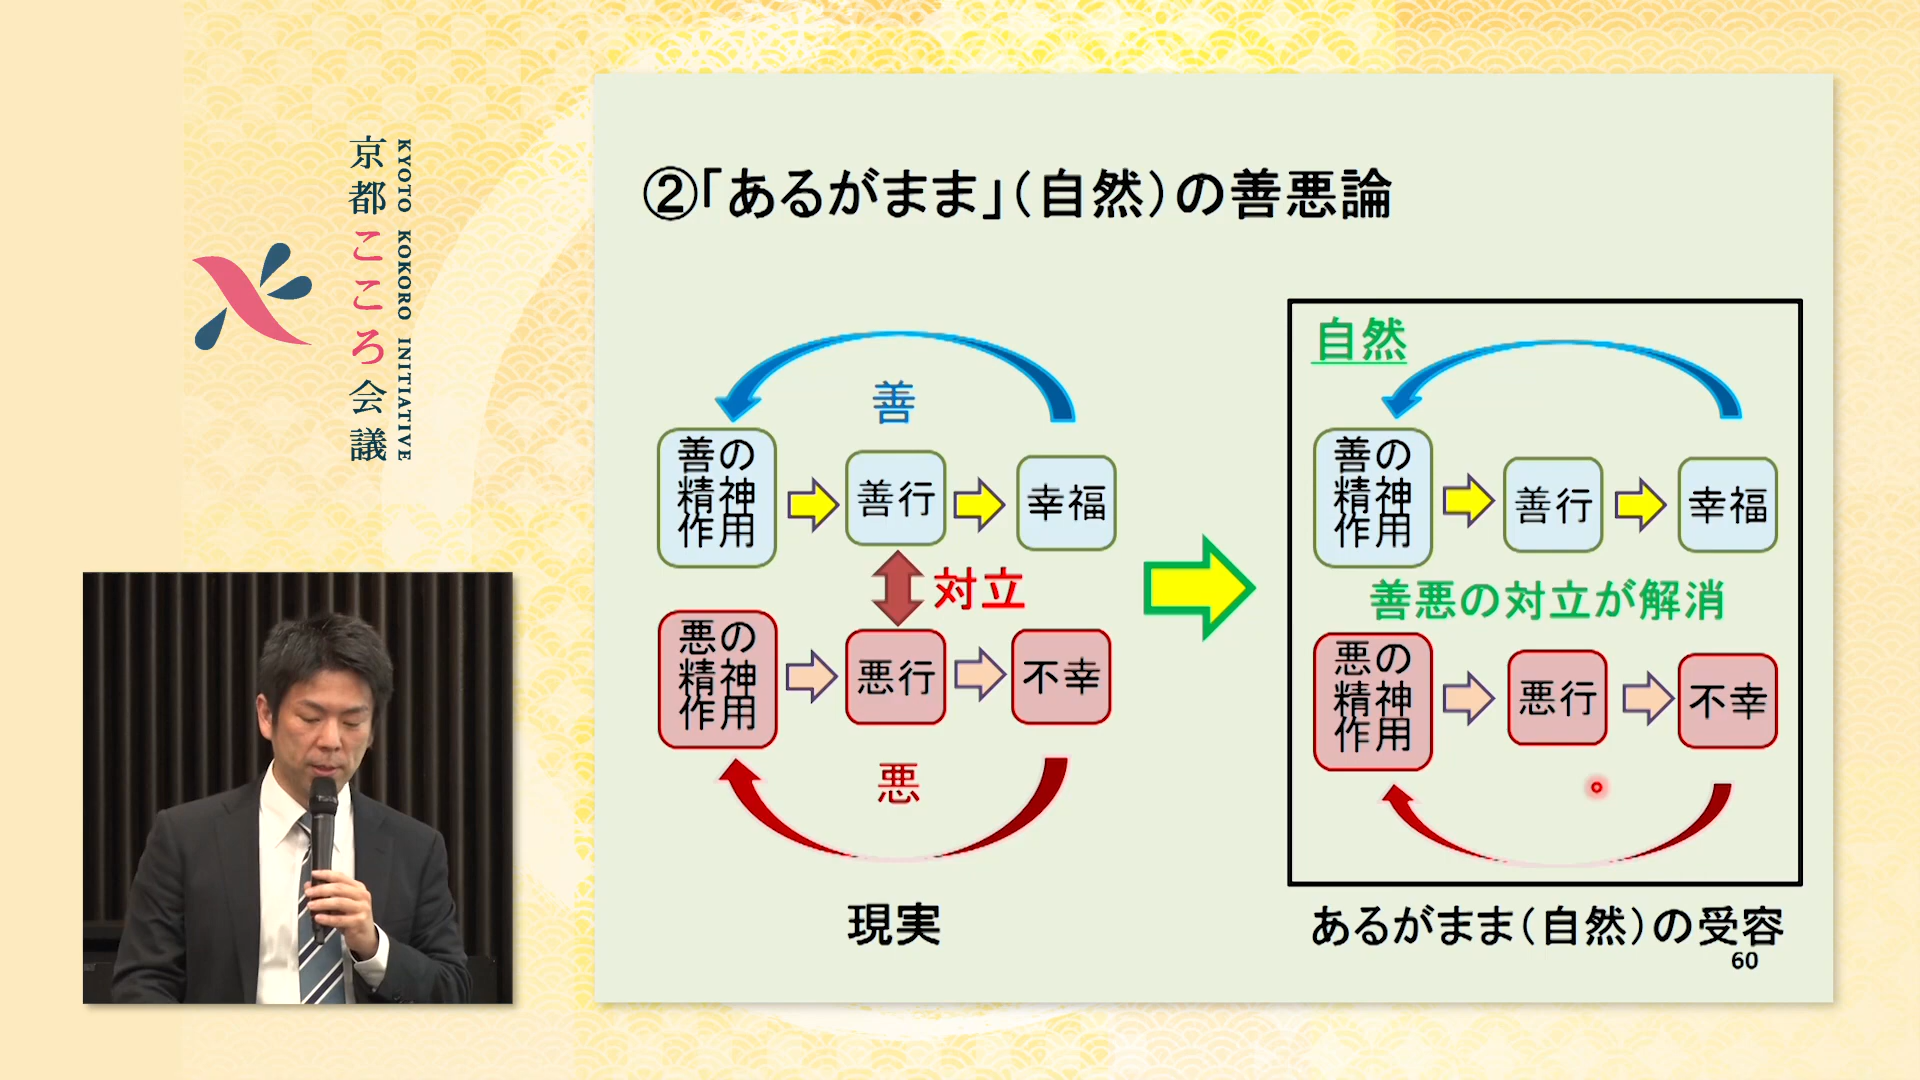 京都こころ会議
KYOTO KOKORO INITIATIVE
②「あるがまま」（自然）の善悪論
善
善の
精神
作用
善行
幸福
対立
悪の
精神
作用
悪行
不幸
悪
現実
自然
善の
精神
作用
善行
幸福
善悪の対立が解消
悪の
精神
作用
悪行
不幸
あるがまま（自然）の受容
60